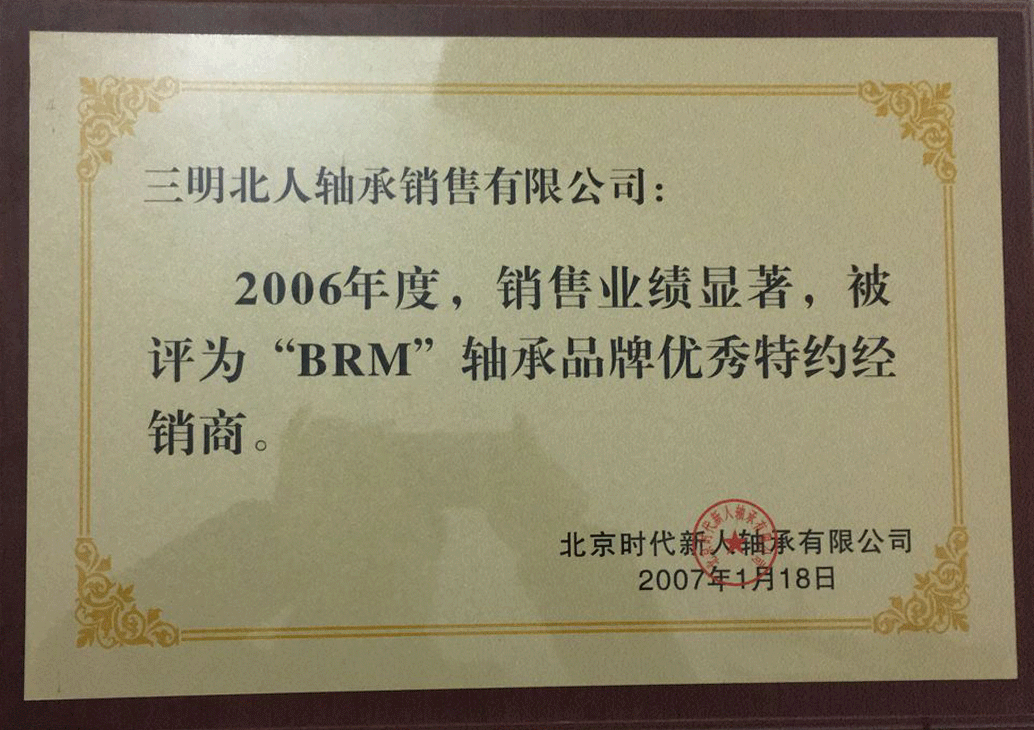 三明北人轴承销售有限公司：
2006年度，销售业绩显著，被
评为“BRM”轴承品牌优秀特约经
销商。
北京时代新人轴承有限公司
2007年1月18日